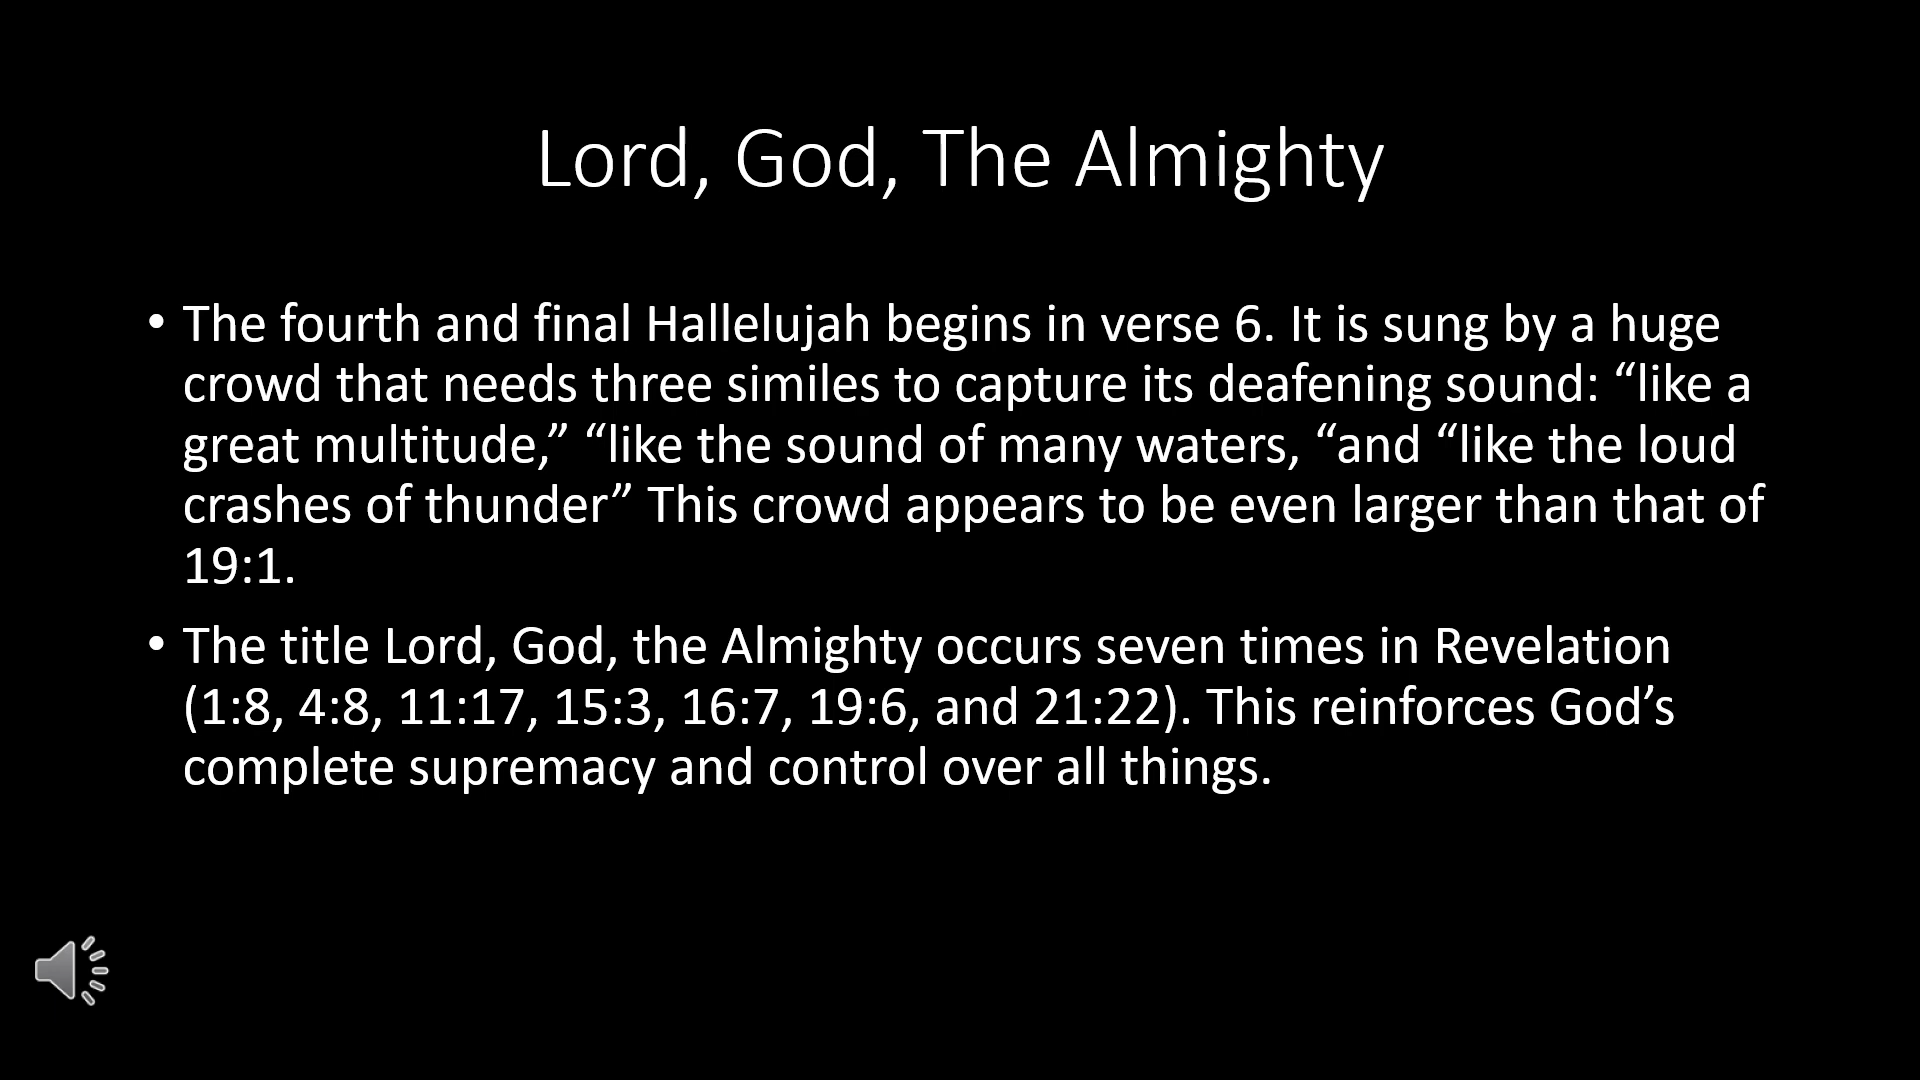 Lord, God, The Almighty
• The fourth and final Hallelujah begins in verse 6. It is sung by a huge
crowd that needs three similes to capture its deafening sound: “like a
great multitude,” “like the sound of many waters, “and “like the loud
crashes of thunder” This crowd appears to be even larger than that of
19:1.
• The title Lord, God, the Almighty occurs seven times in Revelation
(1:8, 4:8, 11:17, 15:3, 16:7, 19:6, and 21:22). This reinforces God’s
complete supremacy and control over all things.